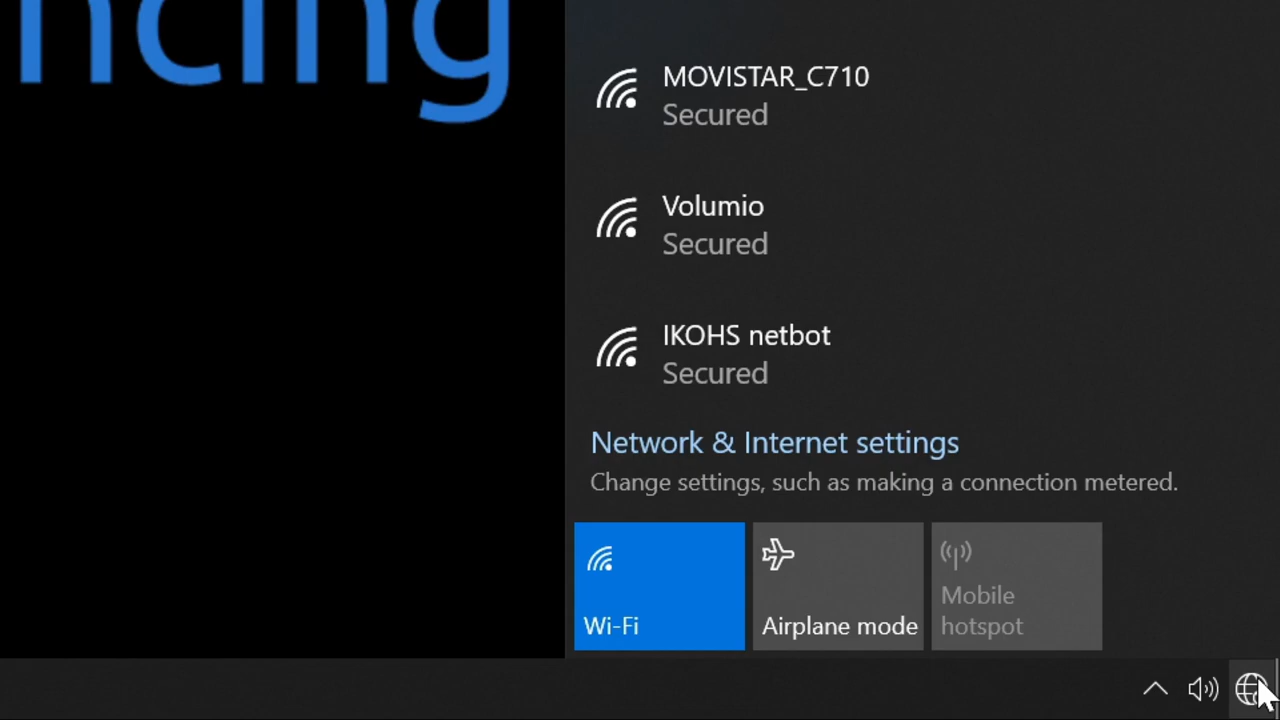 ncing
MOVISTAR_C710
Secured
Volumio
Secured
IKOHS netbot
Secured
Network & Internet settings
Change settings, such as making a connection metered.
Wi-Fi
Airplane mode
Mobile
hotspot